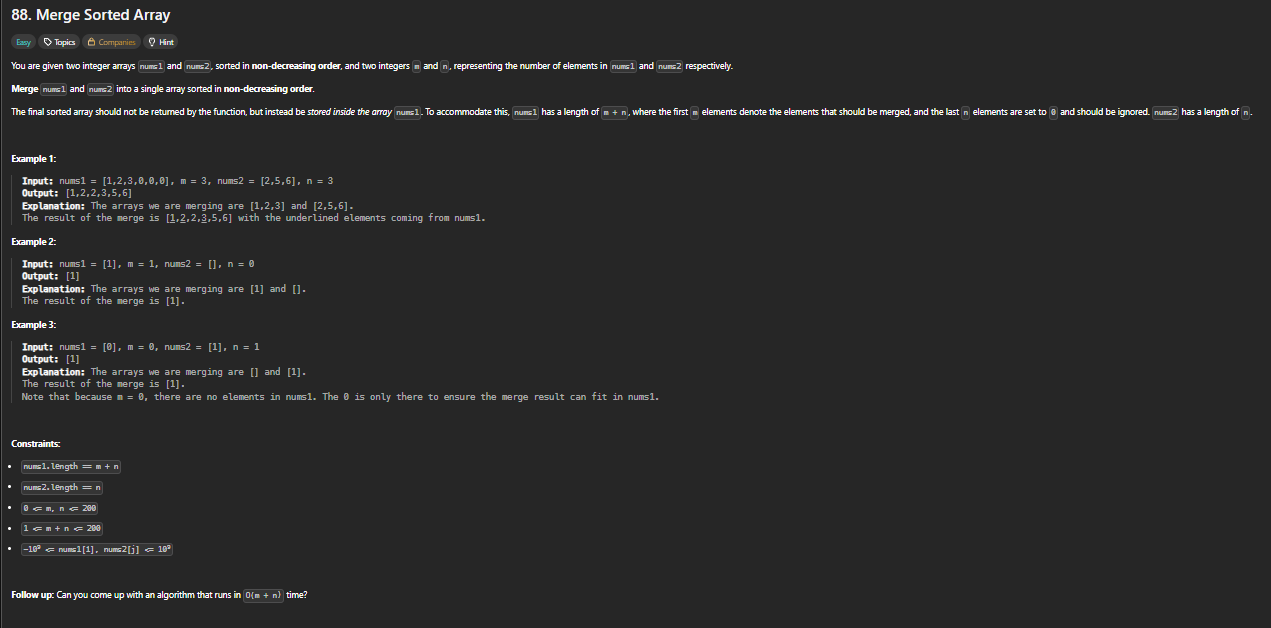 88. Merge Sorted Array
Easy Topics Companies Hint
You are given two integer arrays nums1 and nums2, sorted in non-decreasing order, and two integers m and n, representing the number of elements in nums1 and nums2 respectively.
Merge nums1 and nums2 into a single array sorted in non-decreasing order.
The final sorted array should not be returned by the function, but instead be stored inside the array nums1. To accommodate this, nums1 has a length of m + n, where the first m elements denote the elements that should be merged, and the last n elements are set to 0 and should be ignored. nums2 has a length of n.
Example 1:
Input: nums1 = [1,2,3,0,0,0], m = 3, nums2 = [2,5,6], n = 3
Output: [1,2,2,3,5,6]
Explanation: The arrays we are merging are [1,2,3] and [2,5,6].
The result of the merge is [1,2,2,3,5,6] with the underlined elements coming from nums1.
Example 2:
Input: nums1 = [1], m = 1, nums2 = [], n = 0
Output: [1]
Explanation: The arrays we are merging are [1] and [].
The result of the merge is [1].
Example 3:
Input: nums1 = [0], m = 0, nums2 = [1], n = 1
Output: [1]
Explanation: The arrays we are merging are [] and [1].
The result of the merge is [1].
Note that because m = 0, there are no elements in nums1. The 0 is only there to ensure the merge result can fit in nums1.
Constraints:
• nums1.length == m + n
• nums2.length == n
• 0 <= m, n <= 200
• 1 <= m + n <= 200
• -10⁹ <= nums1[i], nums2[j] <= 10⁹
Follow up: Can you come up with an algorithm that runs in O(m + n) time?